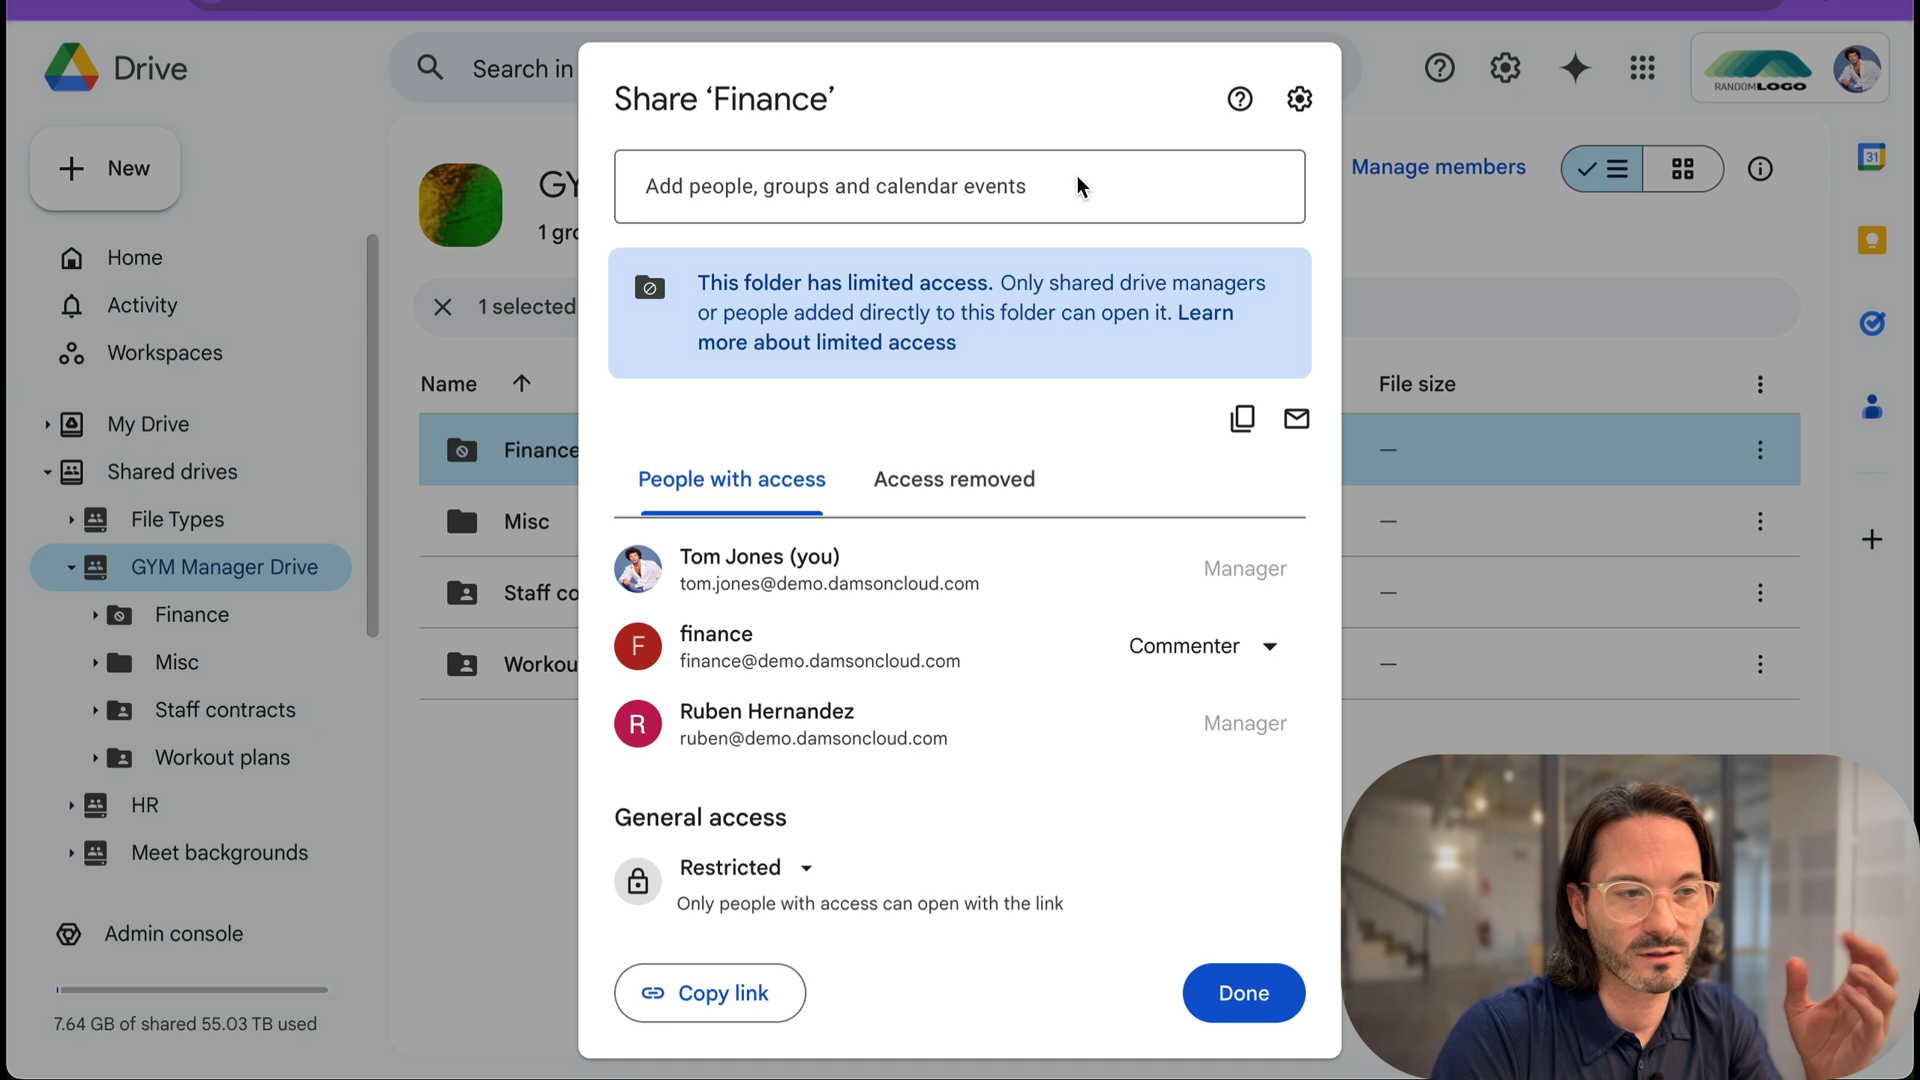 Drive
Search in
RANDOMLOGO
New
Home
Activity
Workspaces
My Drive
Shared drives
File Types
GYM Manager Drive
Finance
Misc
Staff contracts
Workout plans
HR
Meet backgrounds
Admin console
7.64 GB of shared 55.03 TB used
GY
1 gro
Manage members
1 selected
Name
File size
Finance
Misc
Staff co
Workou
31
Share ‘Finance’
Add people, groups and calendar events
This folder has limited access. Only shared drive managers
or people added directly to this folder can open it. Learn
more about limited access
People with access
Access removed
Tom Jones (you)
tom.jones@demo.damsoncloud.com
Manager
F
finance
finance@demo.damsoncloud.com
Commenter
R
Ruben Hernandez
ruben@demo.damsoncloud.com
Manager
General access
Restricted
Only people with access can open with the link
Copy link
Done